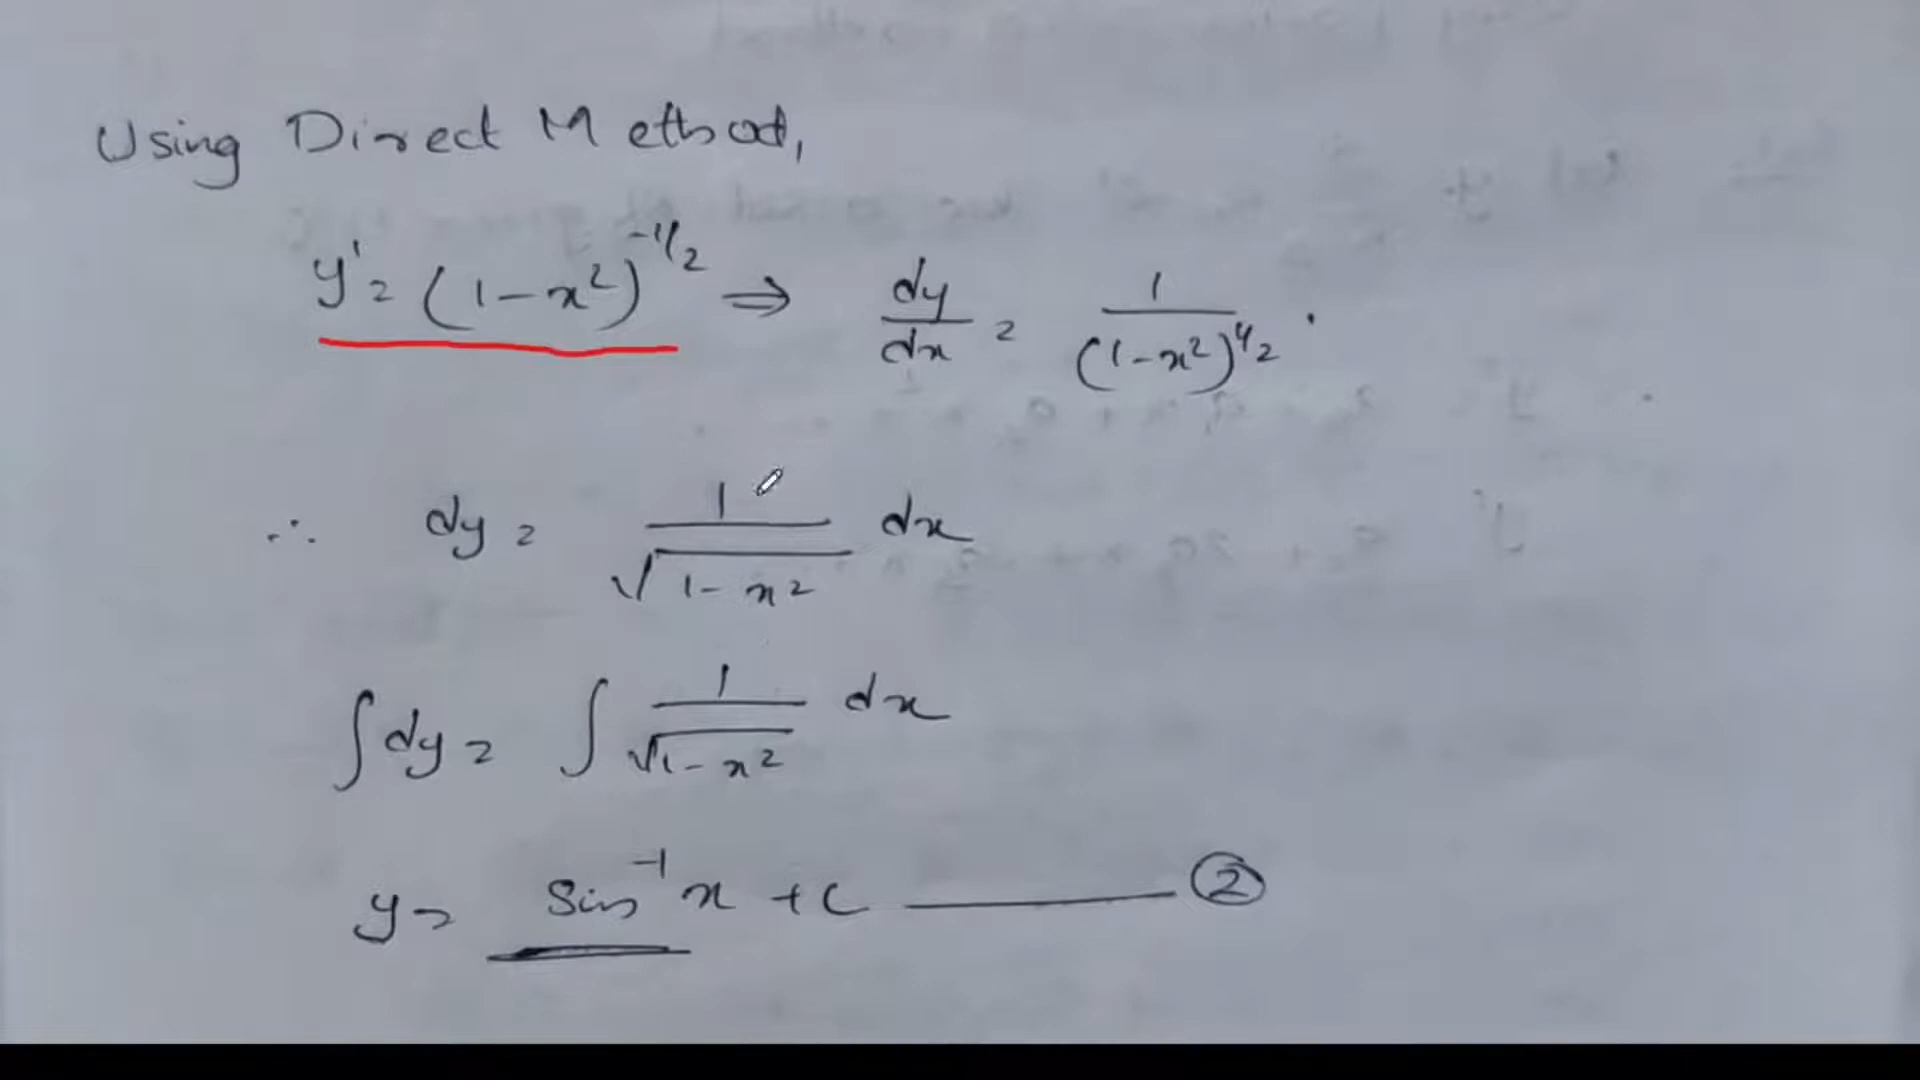 Using Direct Method,
y' = (1-x²)^{-1/2} ⇒ dy/dx = 1/(1-x²)^{1/2} .
∴ dy = 1/√(1-x²) dx
∫dy = ∫ 1/√(1-x²) dx
y = Sin⁻¹ x + c ——— ②